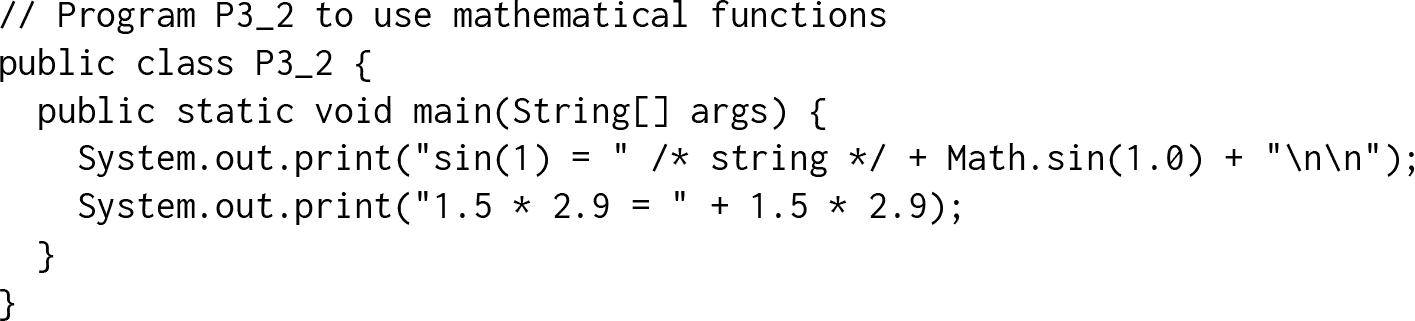 // Program P3_2 to use mathematical functions
public class P3_2 {
  public static void main(String[] args) {
    System.out.print("sin(1) = " /* string */ + Math.sin(1.0) + "\n\n");
    System.out.print("1.5 * 2.9 = " + 1.5 * 2.9);
  }
}